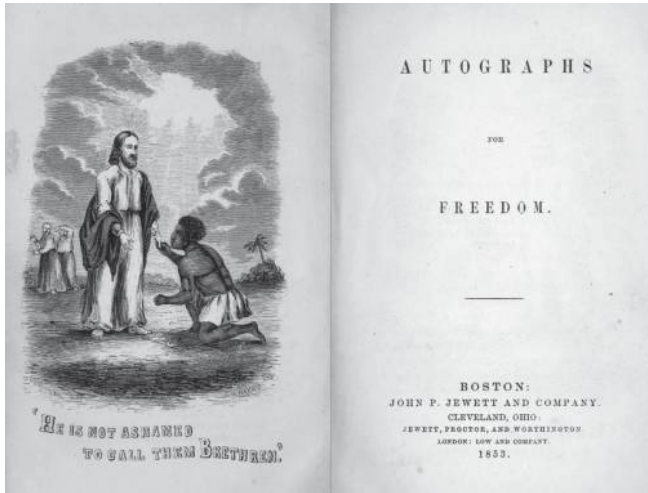 'HE IS NOT ASHAMED
TO CALL THEM BRETHREN.'
AUTOGRAPHS
FOR
FREEDOM.
BOSTON:
JOHN P. JEWETT AND COMPANY.
CLEVELAND, OHIO:
JEWETT, PROCTOR, AND WORTHINGTON
LONDON: LOW AND COMPANY.
1853.